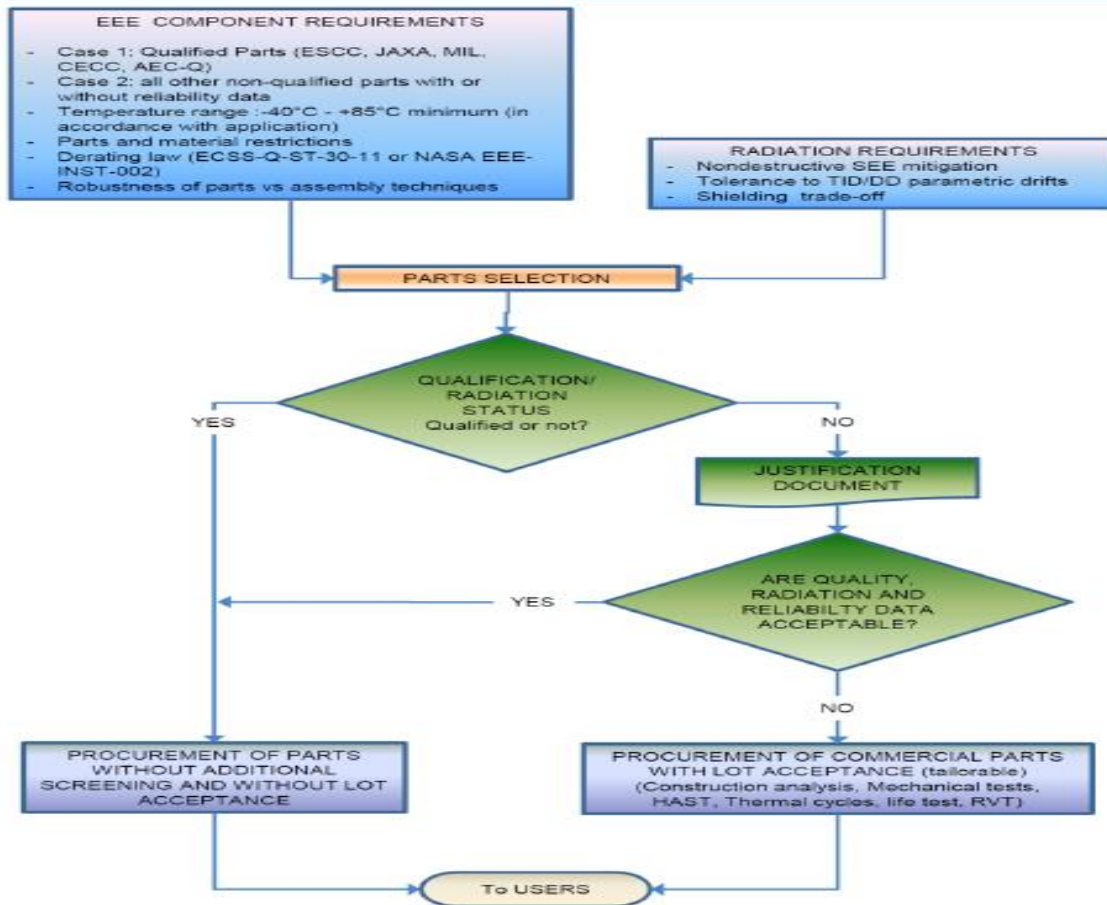 EEE COMPONENT REQUIREMENTS
- Case 1: Qualified Parts (ESCC, JAXA, MIL,
CECC, AEC-Q)
- Case 2: all other non-qualified parts with or
without reliability data
- Temperature range :-40°C - +85°C minimum (in
accordance with application)
- Parts and material restrictions
- Derating law (ECSS-Q-ST-30-11 or NASA EEE-
INST-002)
- Robustness of parts vs assembly techniques
RADIATION REQUIREMENTS
- Nondestructive SEE mitigation
- Tolerance to TID/DD parametric drifts
- Shielding trade-off
PARTS SELECTION
QUALIFICATION/
RADIATION
STATUS
Qualified or not?
YES
NO
JUSTIFICATION
DOCUMENT
ARE QUALITY,
RADIATION AND
RELIABILTY DATA
ACCEPTABLE?
YES
NO
PROCUREMENT OF PARTS
WITHOUT ADDITIONAL
SCREENING AND WITHOUT LOT
ACCEPTANCE
PROCUREMENT OF COMMERCIAL PARTS
WITH LOT ACCEPTANCE (tailorable)
(Construction analysis, Mechanical tests,
HAST, Thermal cycles, life test, RVT)
To USERS